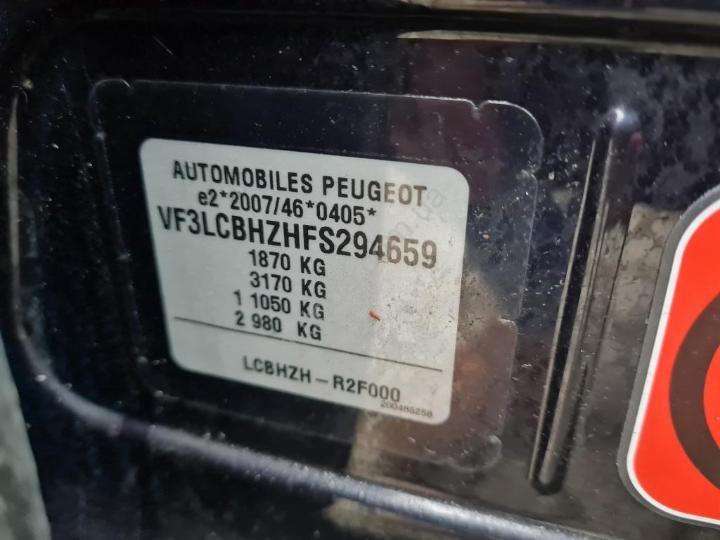 AUTOMOBILES PEUGEOT
e2*2007/46*0405*
VF3LCBHZHFS294659
1870 KG
3170 KG
1 1050 KG
2 980 KG
LCBHZH - R2F000
200485258